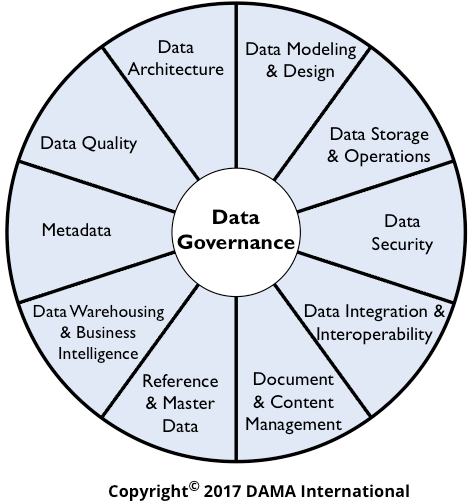 Data
Architecture
Data Modeling
& Design
Data Storage
& Operations
Data
Security
Data Integration &
Interoperability
Document
& Content
Management
Reference
& Master
Data
Data Warehousing
& Business
Intelligence
Metadata
Data Quality
Data
Governance
Copyright© 2017 DAMA International